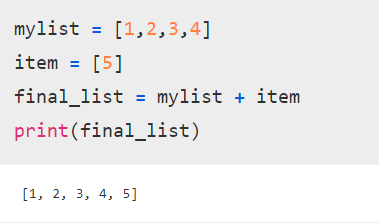 mylist = [1,2,3,4]
item = [5]
final_list = mylist + item
print(final_list)
[1, 2, 3, 4, 5]